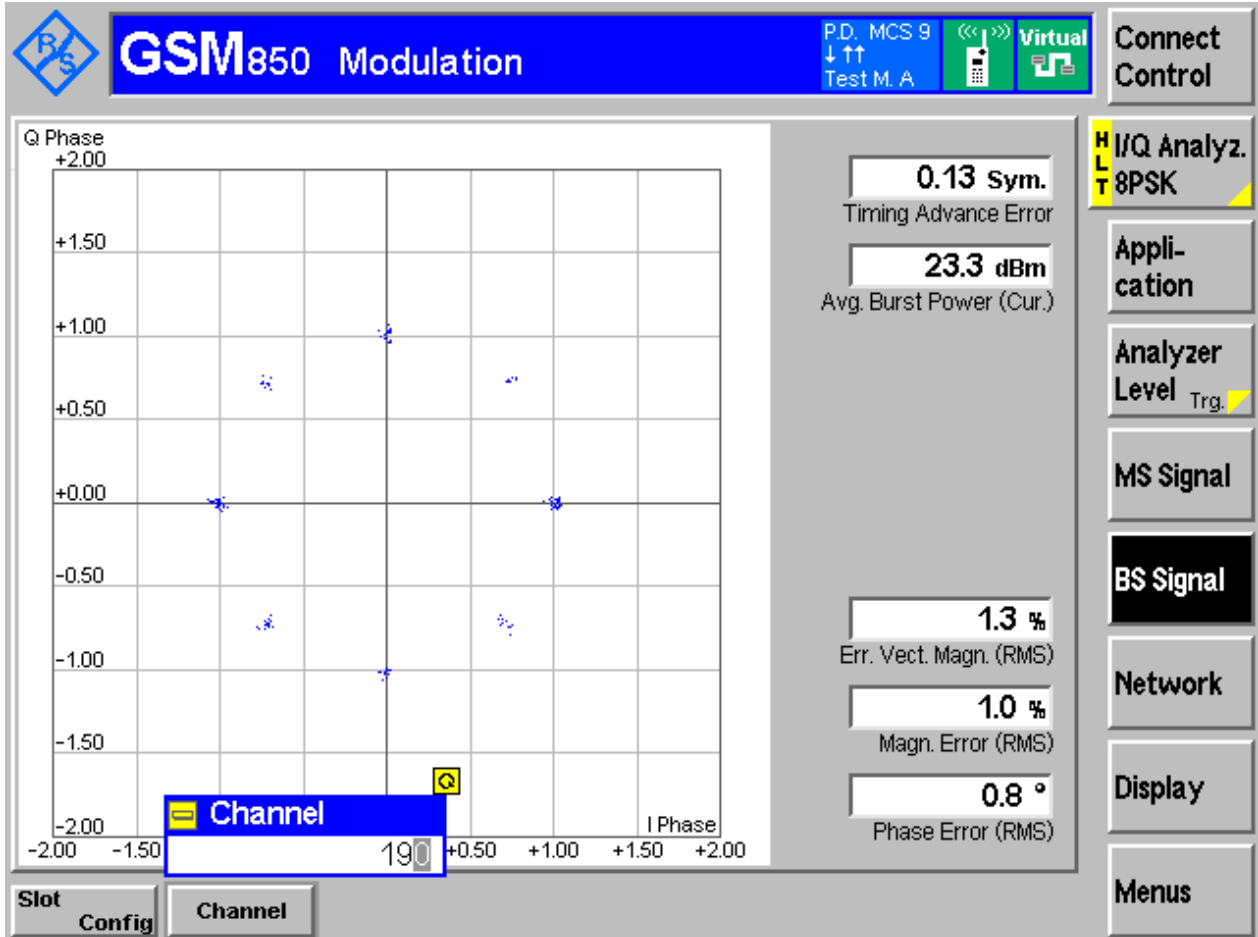 R/S
GSM850 Modulation
P.D. MCS 9
↓ ↑↑
Test M. A
Virtual
Connect
Control
Q Phase
+2.00
+1.50
+1.00
+0.50
+0.00
-0.50
-1.00
-1.50
-2.00
I Phase
-2.00 -1.50 +0.50 +1.00 +1.50 +2.00
Q
Channel
190
0.13 Sym.
Timing Advance Error
23.3 dBm
Avg. Burst Power (Cur.)
1.3 %
Err. Vect. Magn. (RMS)
1.0 %
Magn. Error (RMS)
0.8 °
Phase Error (RMS)
HLT
I/Q Analyz.
8PSK
Appli-
cation
Analyzer
Level Trg.
MS Signal
BS Signal
Network
Display
Menus
Slot
Config
Channel